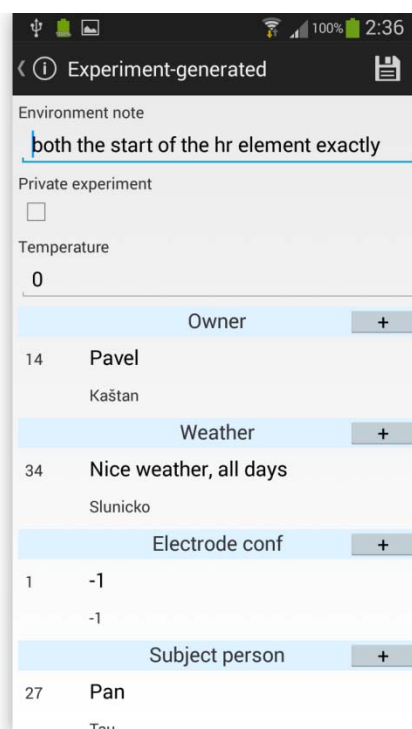 100% 2:36
Experiment-generated
Environment note
both the start of the hr element exactly
Private experiment
Temperature
0
Owner +
14 Pavel
Kaštan
Weather +
34 Nice weather, all days
Slunicko
Electrode conf +
1 -1
-1
Subject person +
27 Pan